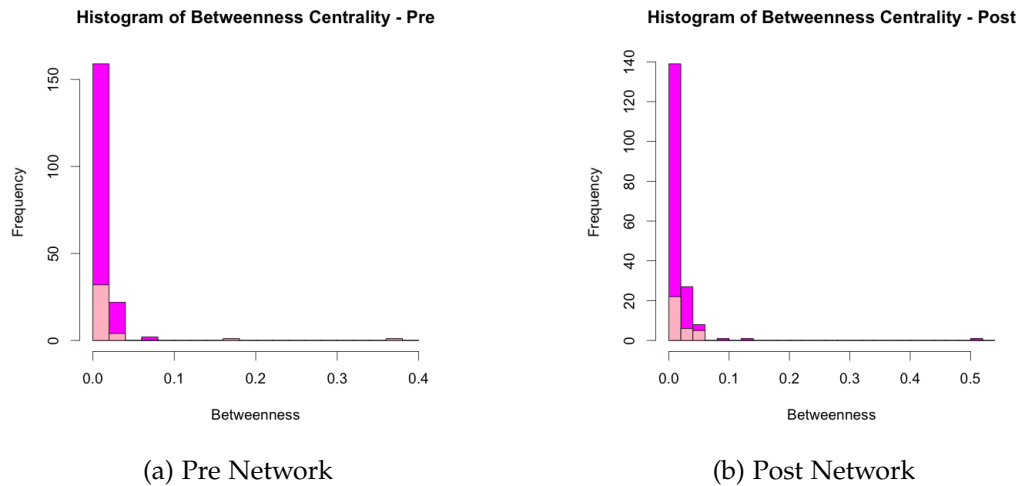 Histogram of Betweenness Centrality - Pre
Frequency
150
100
50
0
0.0 0.1 0.2 0.3 0.4
Betweenness
(a) Pre Network
Histogram of Betweenness Centrality - Post
Frequency
140
120
100
80
60
40
20
0
0.0 0.1 0.2 0.3 0.4 0.5
Betweenness
(b) Post Network